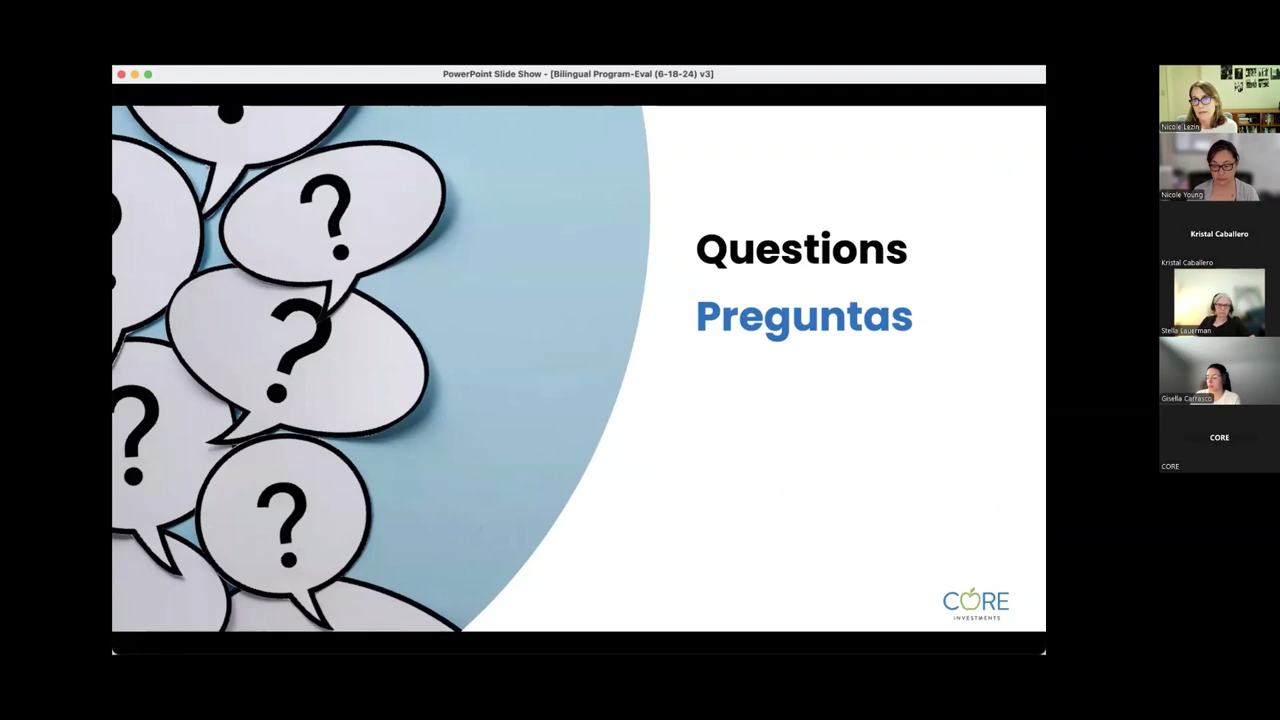 PowerPoint Slide Show - [Bilingual Program-Eval (6-18-24) v3]
?
?
?
?
Questions
Preguntas
CORE
INVESTMENTS
Nicole Lezin
Nicole Young
Kristal Caballero
Kristal Caballero
Stella Lauerman
Gisella Carrasco
CORE
CORE